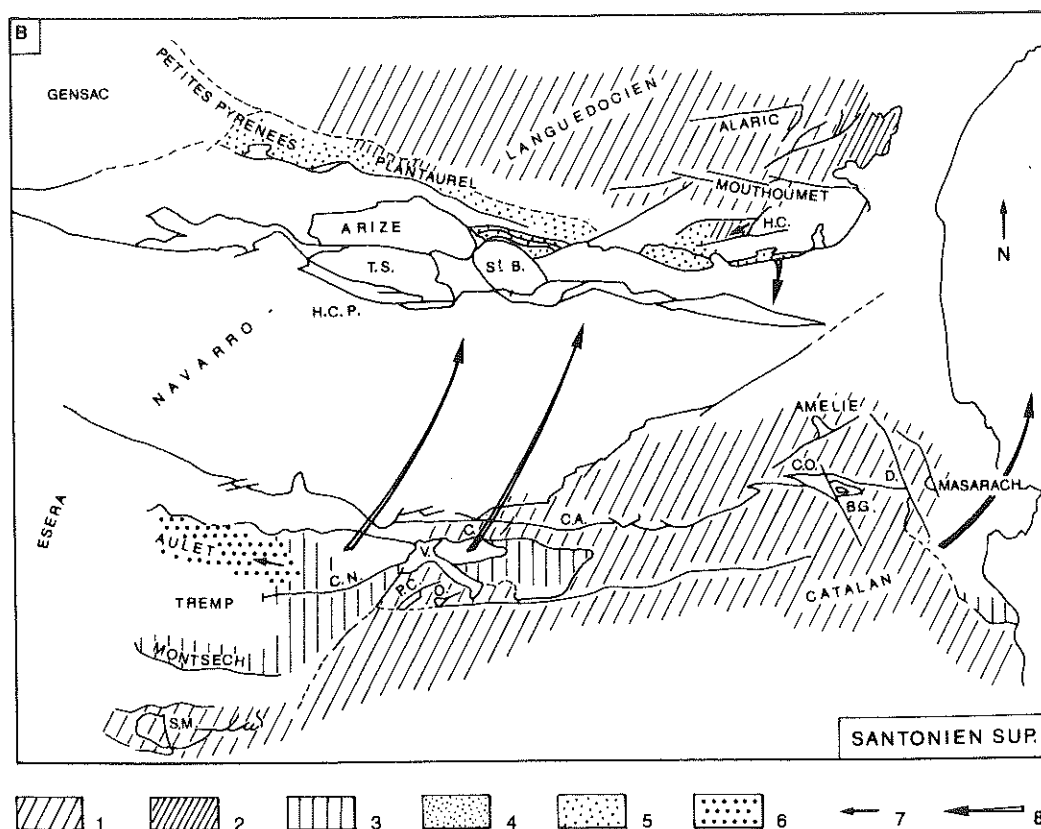 B
GENSAC
PETITES PYRENEES
PLANTAUREL
LANGUEDOCIEN
ALARIC
MOUTHOUMET
H.C.
ARIZE
T.S.
St B.
H.C.P.
N
NAVARRO
AMELIE
C.O.
D.
MASARACH
B.G.
ESERA
AULET
C.
C.A.
V.
C.N.
P.C.
O.
TREMP
CATALAN
MONTSECH
S.M.
SANTONIEN SUP.
1 2 3 4 5 6 7 8